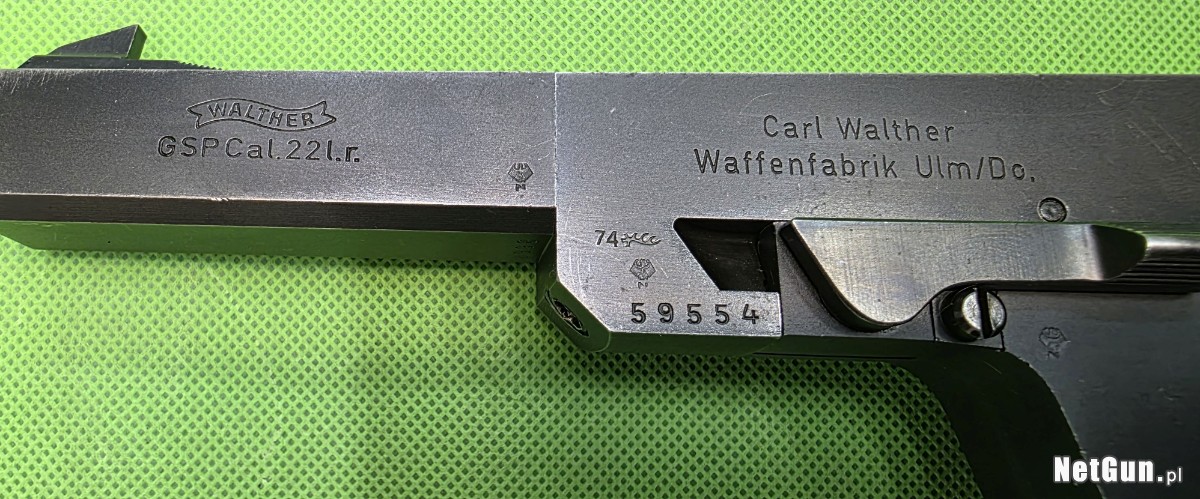 WALTHER
GSP Cal.22 l.r.
Carl Walther
Waffenfabrik Ulm/Do.
74
N
N
59554
N
NetGun.pl